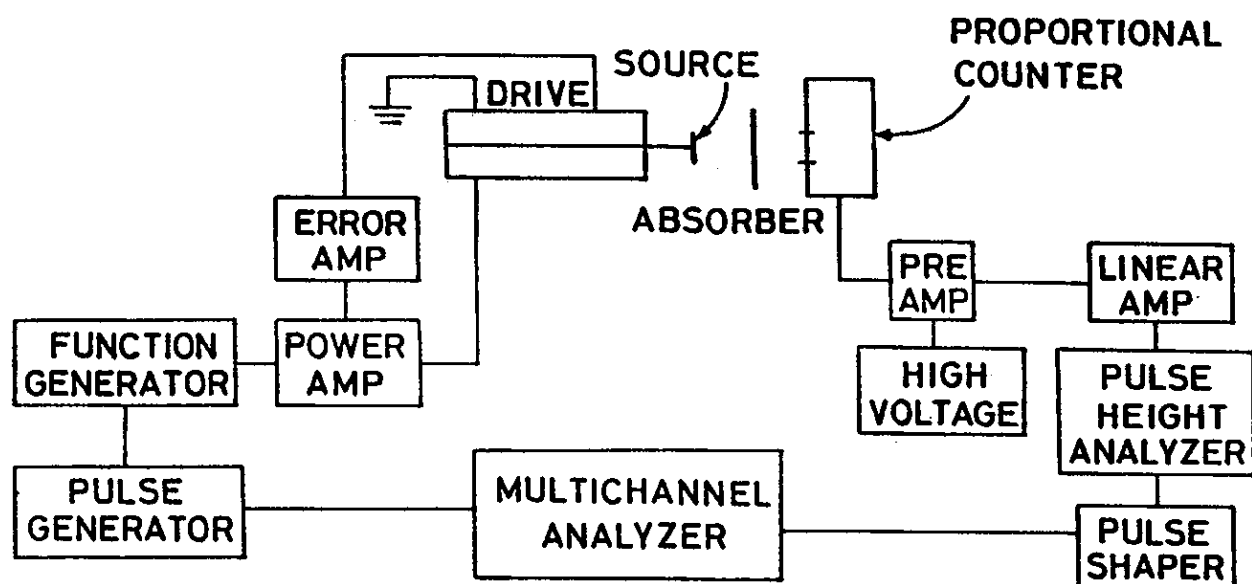 PROPORTIONAL
COUNTER
SOURCE
DRIVE
ABSORBER
ERROR
AMP
PRE
AMP
LINEAR
AMP
FUNCTION
GENERATOR
POWER
AMP
HIGH
VOLTAGE
PULSE
HEIGHT
ANALYZER
PULSE
GENERATOR
MULTICHANNEL
ANALYZER
PULSE
SHAPER